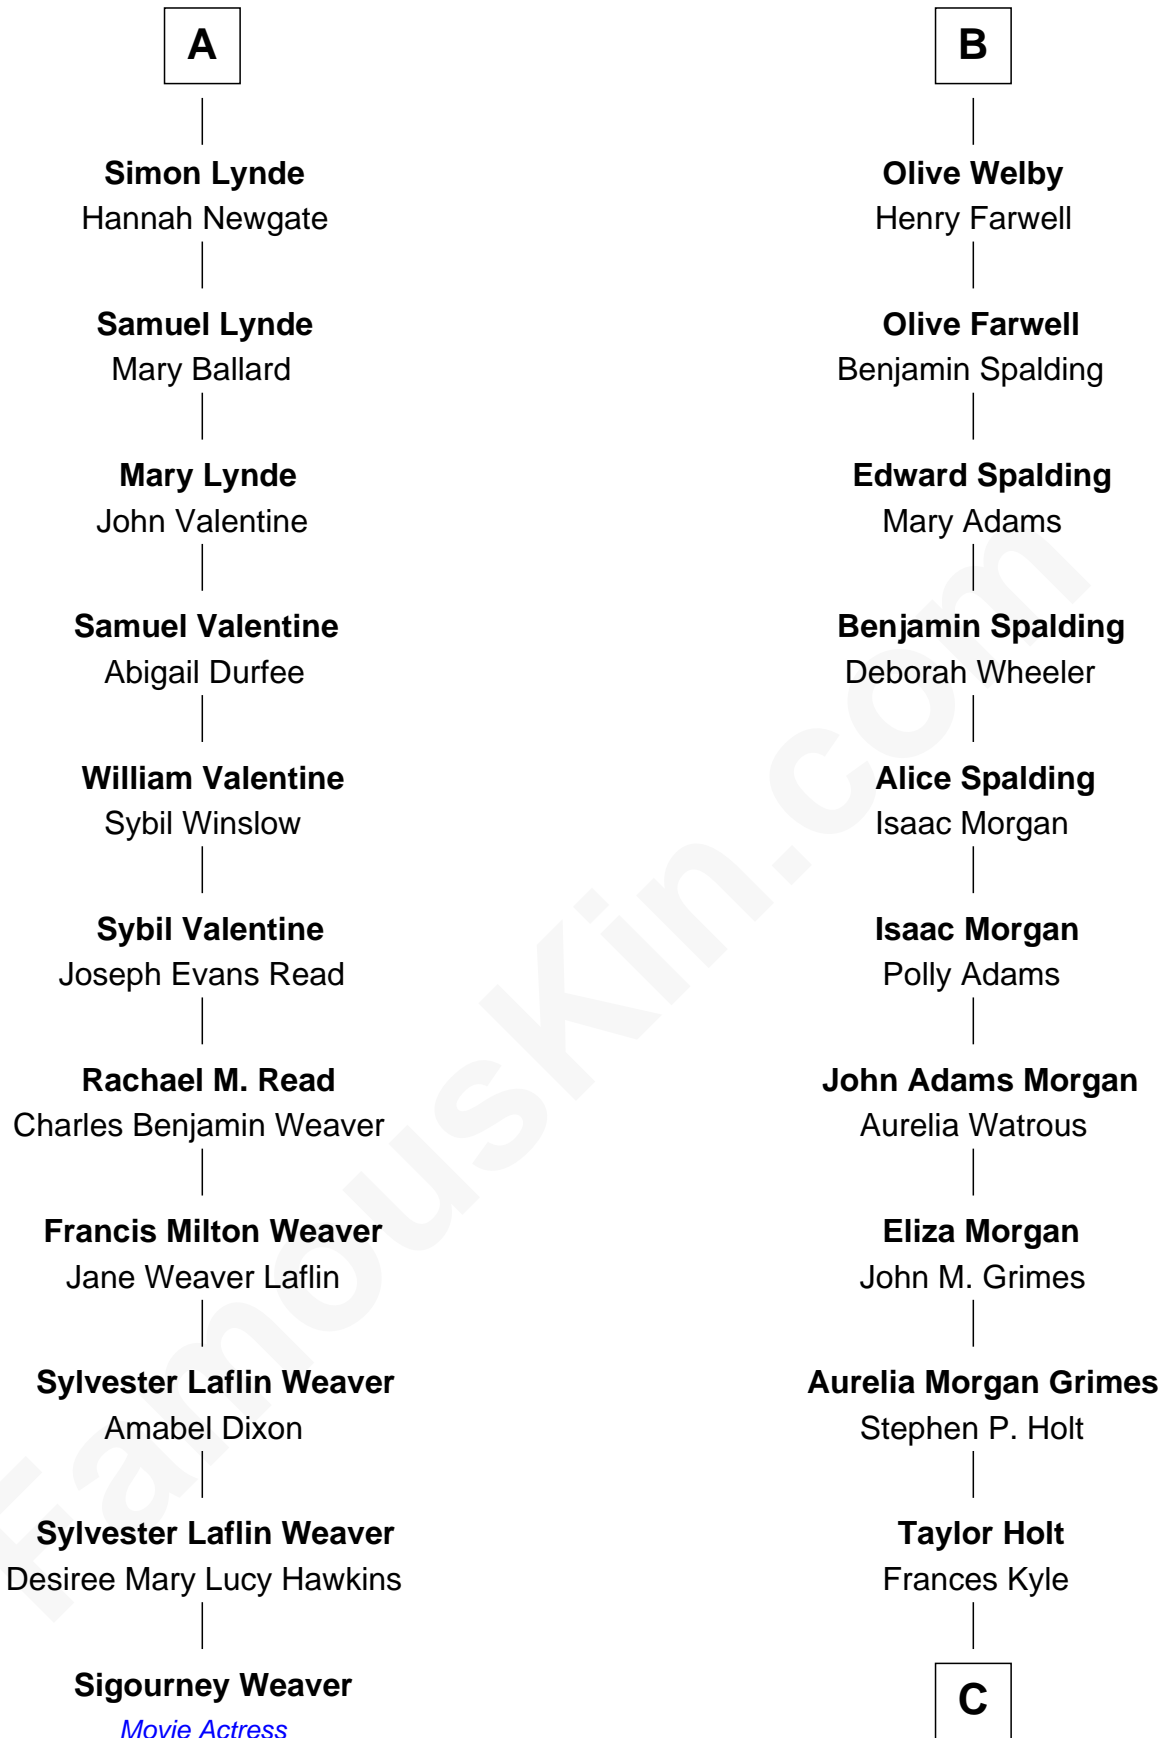 A
Simon Lynde
Hannah Newgate
Samuel Lynde
Mary Ballard
Mary Lynde
John Valentine
Samuel Valentine
Abigail Durfee
William Valentine
Sybil Winslow
Sybil Valentine
Joseph Evans Read
Rachael M. Read
Charles Benjamin Weaver
Francis Milton Weaver
Jane Weaver Laflin
Sylvester Laflin Weaver
Amabel Dixon
Sylvester Laflin Weaver
Desiree Mary Lucy Hawkins
Sigourney Weaver
Movie Actress
B
Olive Welby
Henry Farwell
Olive Farwell
Benjamin Spalding
Edward Spalding
Mary Adams
Benjamin Spalding
Deborah Wheeler
Alice Spalding
Isaac Morgan
Isaac Morgan
Polly Adams
John Adams Morgan
Aurelia Watrous
Eliza Morgan
John M. Grimes
Aurelia Morgan Grimes
Stephen P. Holt
Taylor Holt
Frances Kyle
C
FamousKin.com